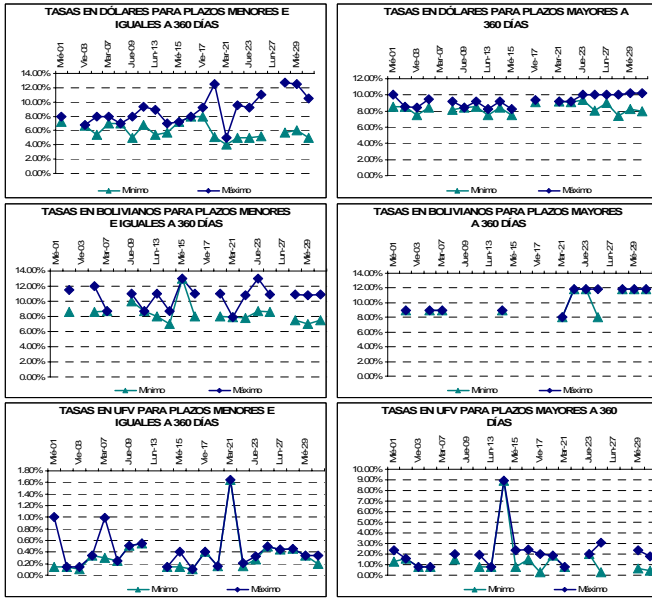 TASAS EN DÓLARES PARA PLAZOS MENORES E
IGUALES A 360 DÍAS
Mié-01
Vie-03
Mar-07
Jue-09
Lun-13
Mié-15
Vie-17
Mar-21
Jue-23
Lun-27
Mié-29
14.00%
12.00%
10.00%
8.00%
6.00%
4.00%
2.00%
0.00%
Mínimo
Máximo
TASAS EN DÓLARES PARA PLAZOS MAYORES A
360 DÍAS
Mié-01
Vie-03
Mar-07
Jue-09
Lun-13
Mié-15
Vie-17
Mar-21
Jue-23
Lun-27
Mié-29
12.00%
10.00%
8.00%
6.00%
4.00%
2.00%
0.00%
Mínimo
Máximo
TASAS EN BOLIVIANOS PARA PLAZOS MENORES
E IGUALES A 360 DÍAS
Mié-01
Vie-03
Mar-07
Jue-09
Lun-13
Mié-15
Vie-17
Mar-21
Jue-23
Lun-27
Mié-29
14.00%
12.00%
10.00%
8.00%
6.00%
4.00%
2.00%
0.00%
Mínimo
Máximo
TASAS EN BOLIVIANOS PARA PLAZOS MAYORES
A 360 DÍAS
Mié-01
Vie-03
Mar-07
Jue-09
Lun-13
Mié-15
Vie-17
Mar-21
Jue-23
Lun-27
Mié-29
14.00%
12.00%
10.00%
8.00%
6.00%
4.00%
2.00%
0.00%
Mínimo
Máximo
TASAS EN UFV PARA PLAZOS MENORES E
IGUALES A 360 DÍAS
Mié-01
Vie-03
Mar-07
Jue-09
Lun-13
Mié-15
Vie-17
Mar-21
Jue-23
Lun-27
Mié-29
1.80%
1.60%
1.40%
1.20%
1.00%
0.80%
0.60%
0.40%
0.20%
0.00%
Mínimo
Máximo
TASAS EN UFV PARA PLAZOS MAYORES A 360
DÍAS
Mié-01
Vie-03
Mar-07
Jue-09
Lun-13
Mié-15
Vie-17
Mar-21
Jue-23
Lun-27
Mié-29
10.00%
9.00%
8.00%
7.00%
6.00%
5.00%
4.00%
3.00%
2.00%
1.00%
0.00%
Mínimo
Máximo